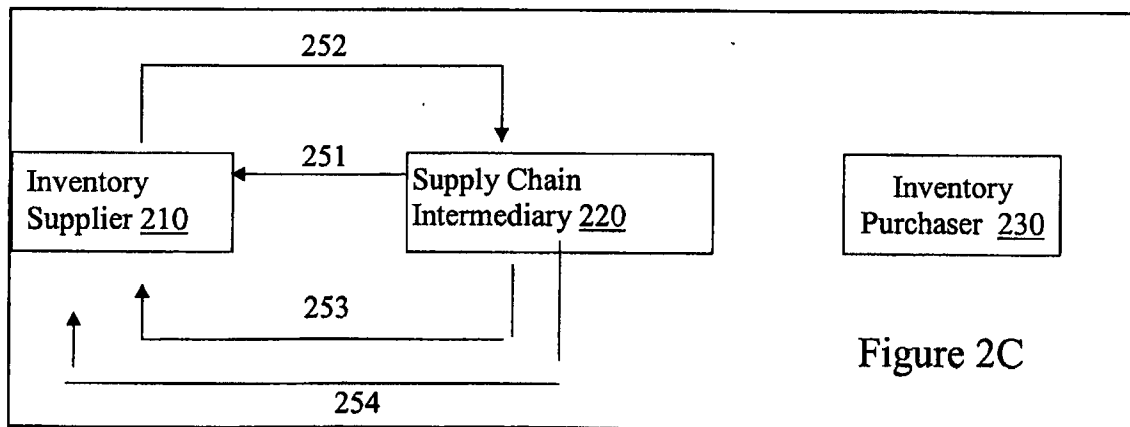 252
251
Inventory
Supplier 210
Supply Chain
Intermediary 220
Inventory
Purchaser 230
253
Figure 2C
254